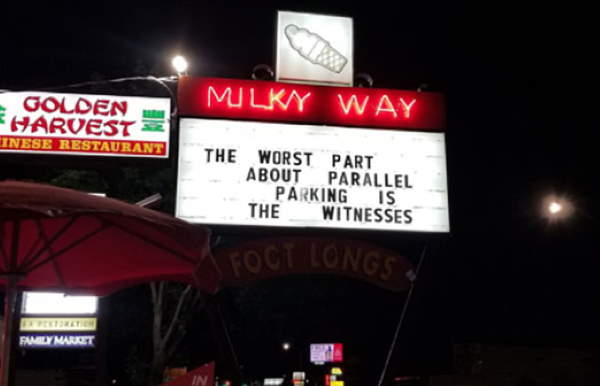 GOLDEN
HARVEST
INESE RESTAURANT
MILKY WAY
THE WORST PART
ABOUT PARALLEL
PARKING IS
THE WITNESSES
FOOT LONGS
FAMILY MARKET
IN